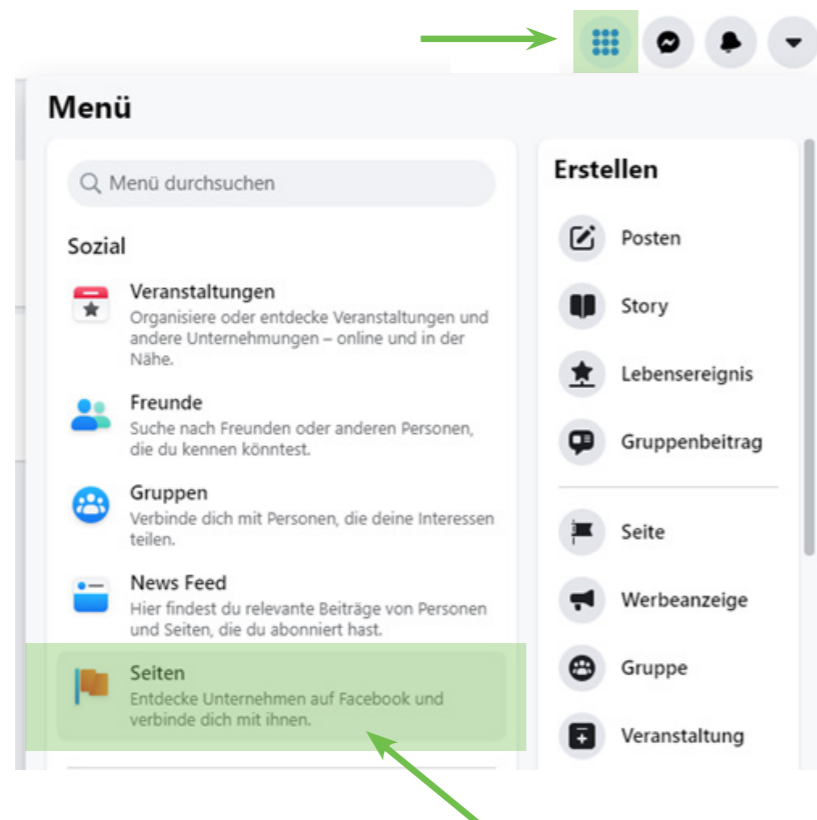 Menü
Menü durchsuchen
Sozial
Veranstaltungen
Organisiere oder entdecke Veranstaltungen und
andere Unternehmungen – online und in der
Nähe.
Freunde
Suche nach Freunden oder anderen Personen,
die du kennen könntest.
Gruppen
Verbinde dich mit Personen, die deine Interessen
teilen.
News Feed
Hier findest du relevante Beiträge von Personen
und Seiten, die du abonniert hast.
Seiten
Entdecke Unternehmen auf Facebook und
verbinde dich mit ihnen.
Erstellen
Posten
Story
Lebensereignis
Gruppenbeitrag
Seite
Werbeanzeige
Gruppe
Veranstaltung